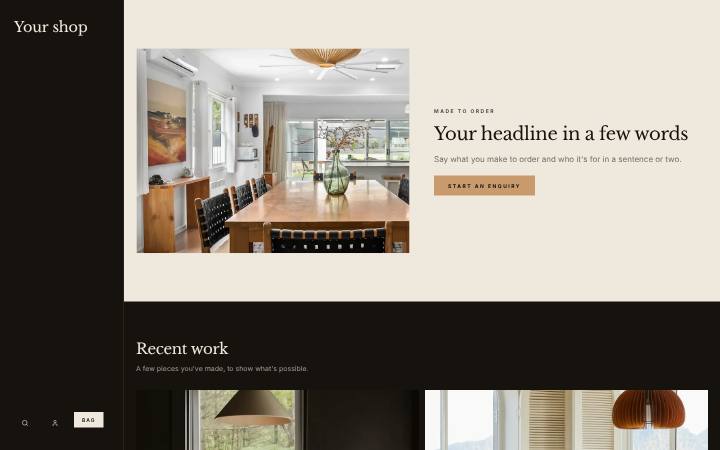 Your shop
MADE TO ORDER
Your headline in a few words
Say what you make to order and who it's for in a sentence or two.
START AN ENQUIRY
Recent work
A few pieces you've made, to show what's possible.
BAG